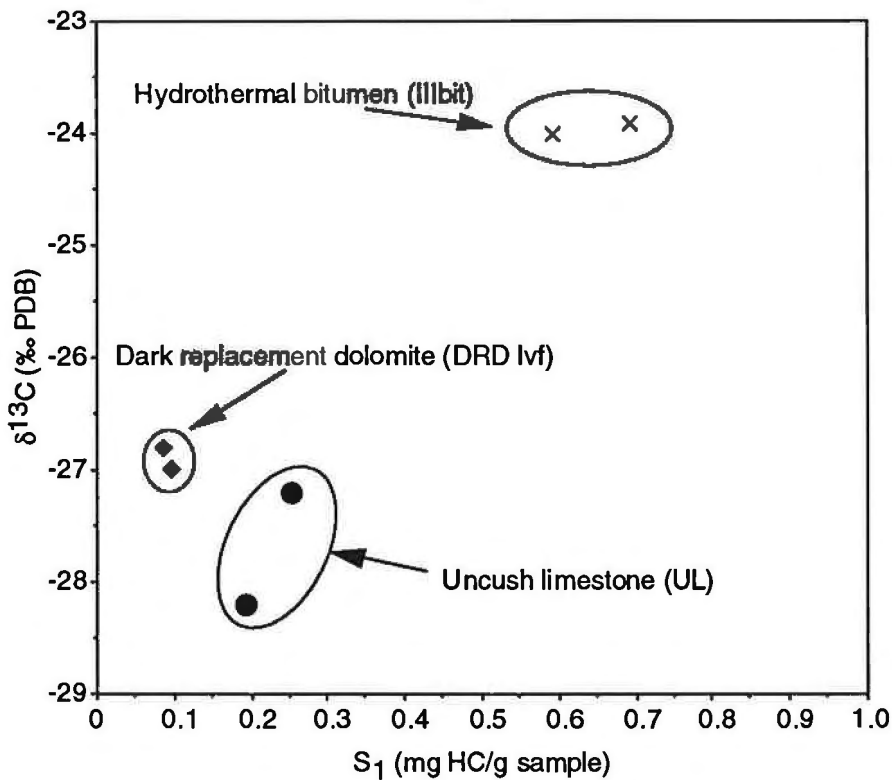 -23
Hydrothermal bitumen (IIIbit)
-24
-25
Dark replacement dolomite (DRD Ivf)
-26
-27
-28
Uncush limestone (UL)
-29
0 0.1 0.2 0.3 0.4 0.5 0.6 0.7 0.8 0.9 1.0
S1 (mg HC/g sample)
δ13C (‰ PDB)